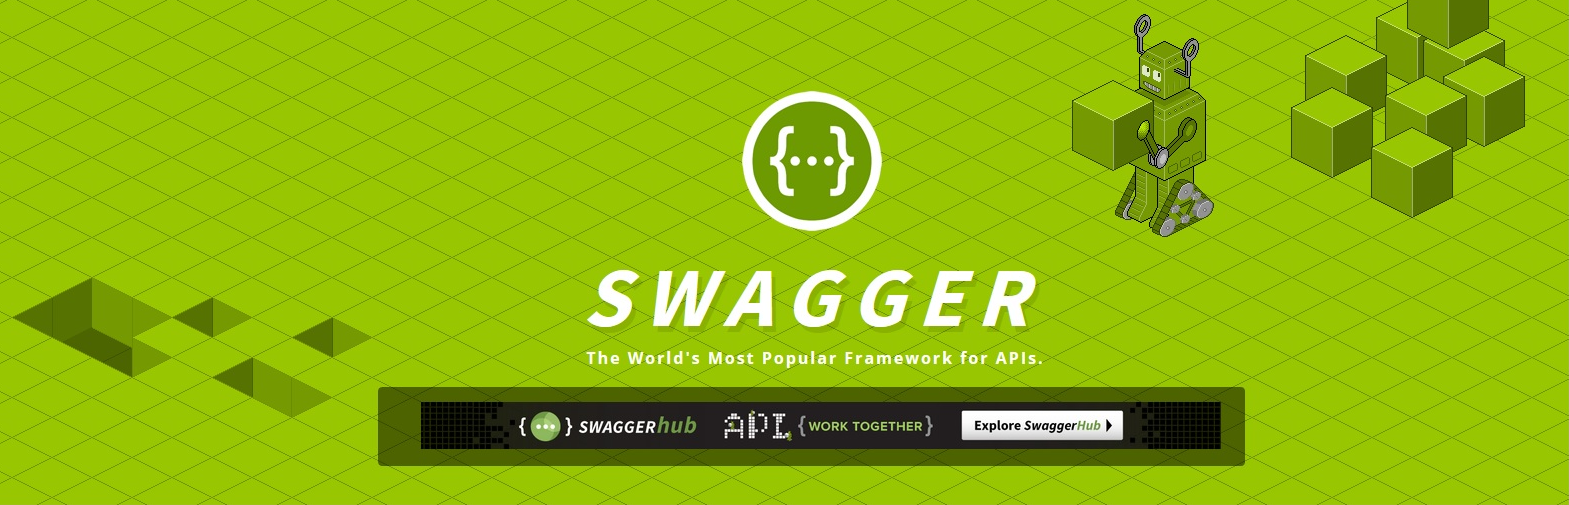 {...}
SWAGGER
The World's Most Popular Framework for APIs.
{...} SWAGGERhub API {WORK TOGETHER} Explore SwaggerHub